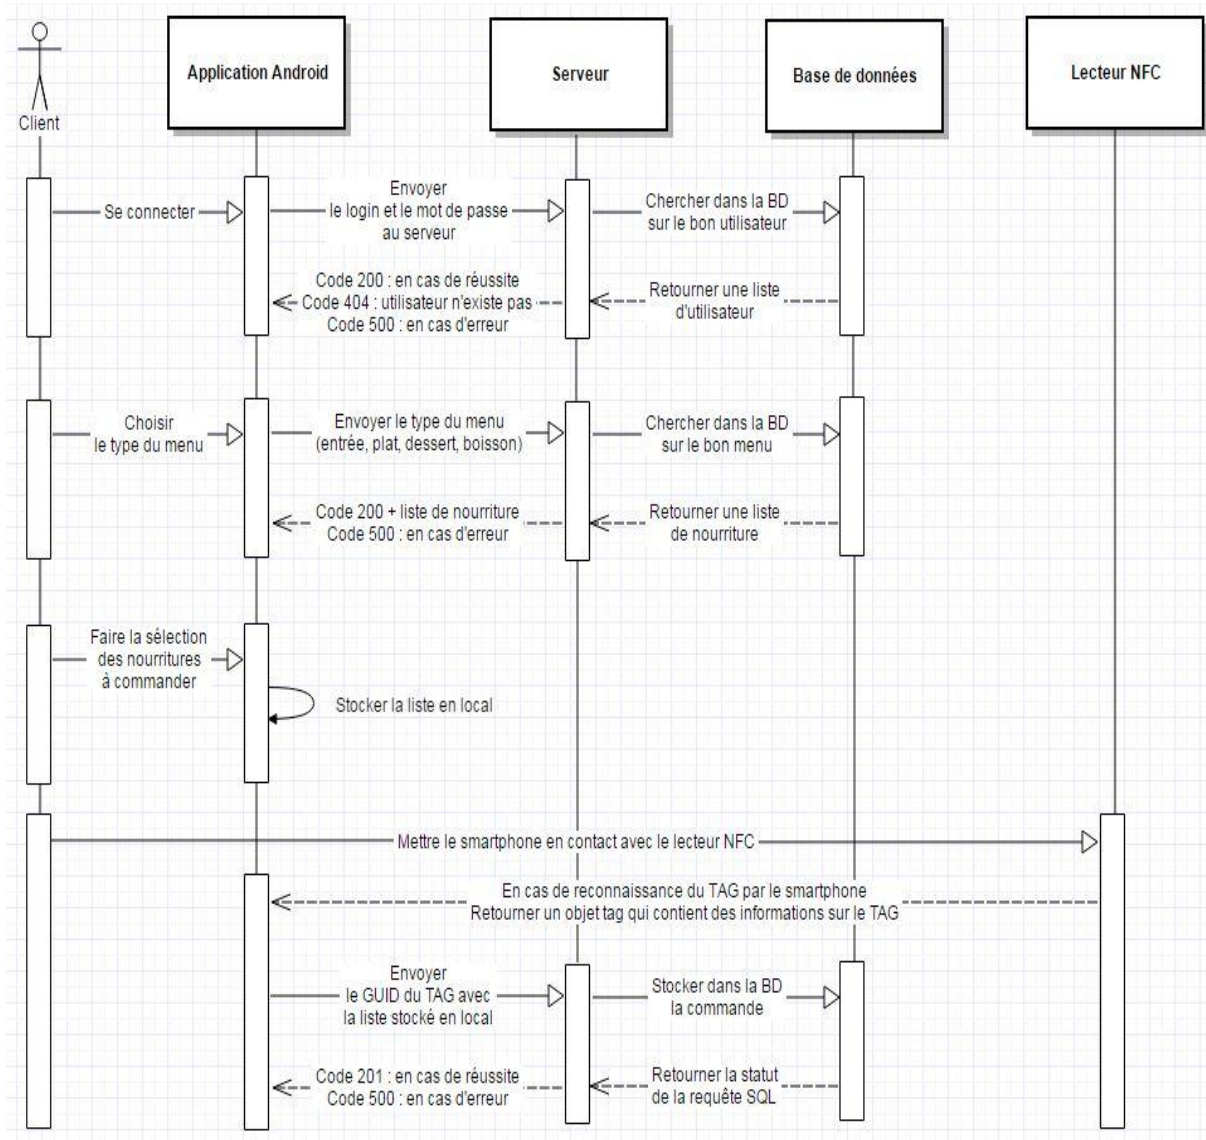 Client
Application Android
Serveur
Base de données
Lecteur NFC
Se connecter
Envoyer
le login et le mot de passe
au serveur
Chercher dans la BD
sur le bon utilisateur
Code 200 : en cas de réussite
Code 404 : utilisateur n'existe pas
Code 500 : en cas d'erreur
Retourner une liste
d'utilisateur
Choisir
le type du menu
Envoyer le type du menu
(entrée, plat, dessert, boisson)
Chercher dans la BD
sur le bon menu
Code 200 + liste de nourriture
Code 500 : en cas d'erreur
Retourner une liste
de nourriture
Faire la sélection
des nourritures
à commander
Stocker la liste en local
Mettre le smartphone en contact avec le lecteur NFC
En cas de reconnaissance du TAG par le smartphone
Retourner un objet tag qui contient des informations sur le TAG
Envoyer
le GUID du TAG avec
la liste stocké en local
Stocker dans la BD
la commande
Code 201 : en cas de réussite
Code 500 : en cas d'erreur
Retourner la statut
de la requête SQL